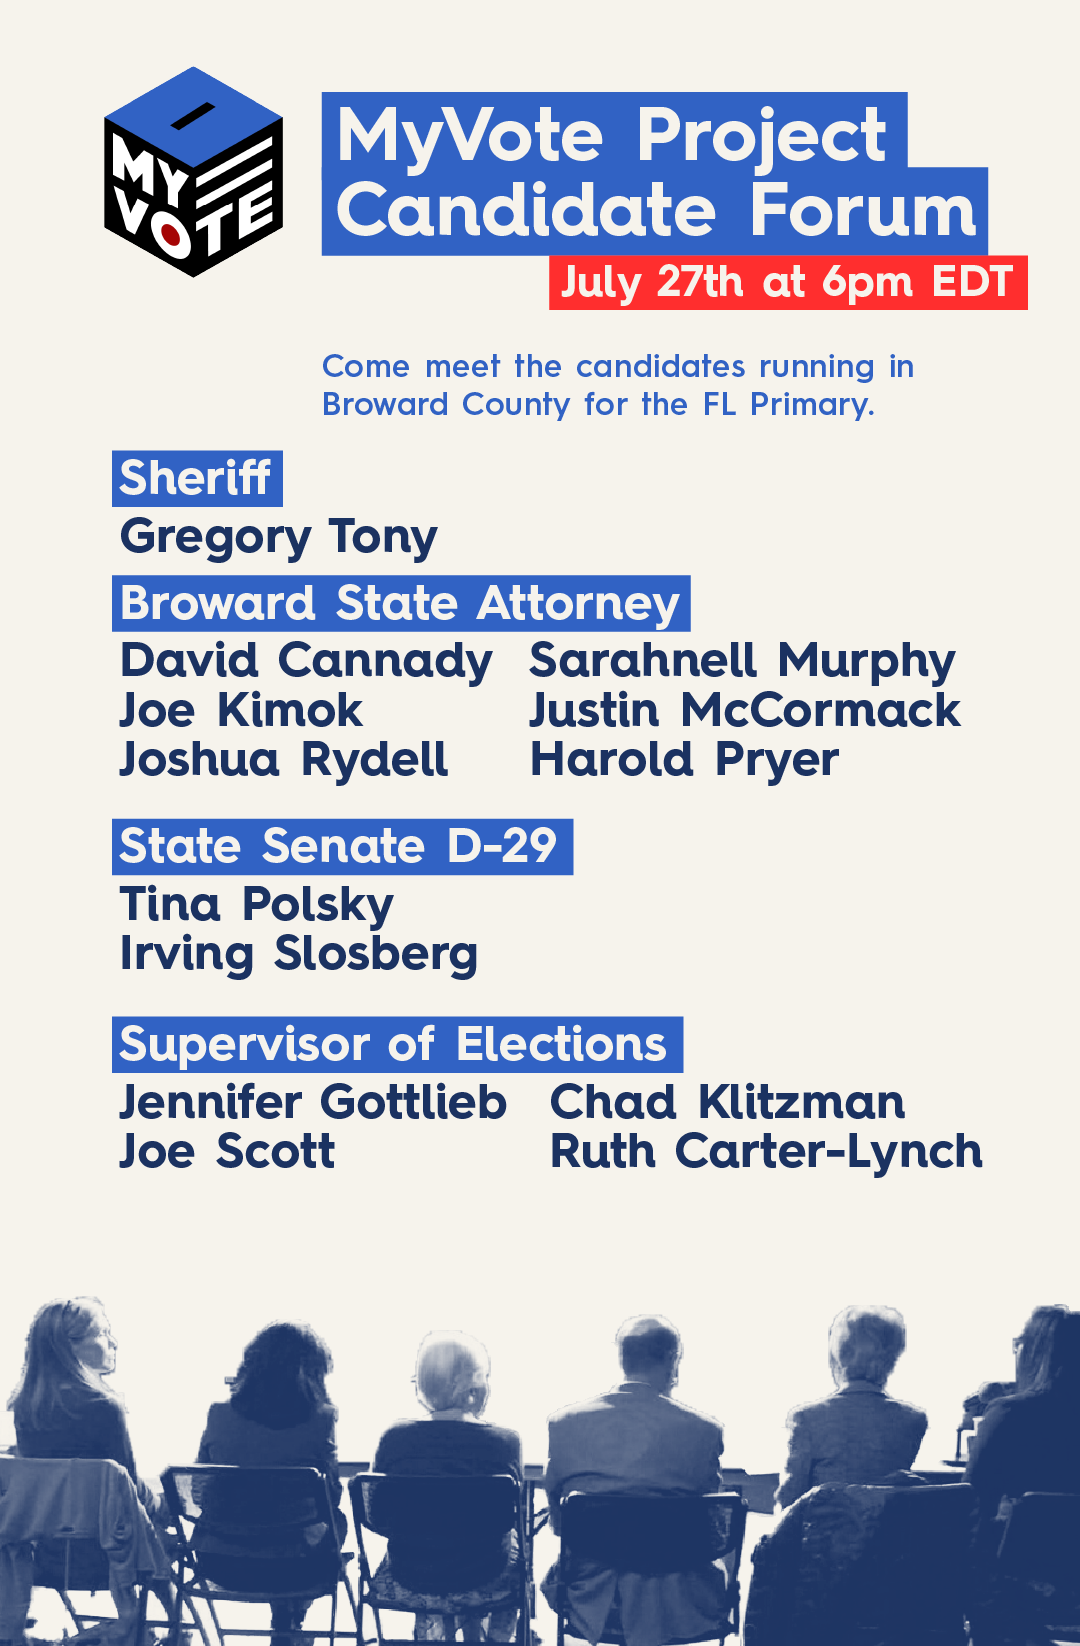 MY
VOTE
MyVote Project
Candidate Forum
July 27th at 6pm EDT
Come meet the candidates running in
Broward County for the FL Primary.
Sheriff
Gregory Tony
Broward State Attorney
David Cannady Sarahnell Murphy
Joe Kimok Justin McCormack
Joshua Rydell Harold Pryer
State Senate D-29
Tina Polsky
Irving Slosberg
Supervisor of Elections
Jennifer Gottlieb Chad Klitzman
Joe Scott Ruth Carter-Lynch